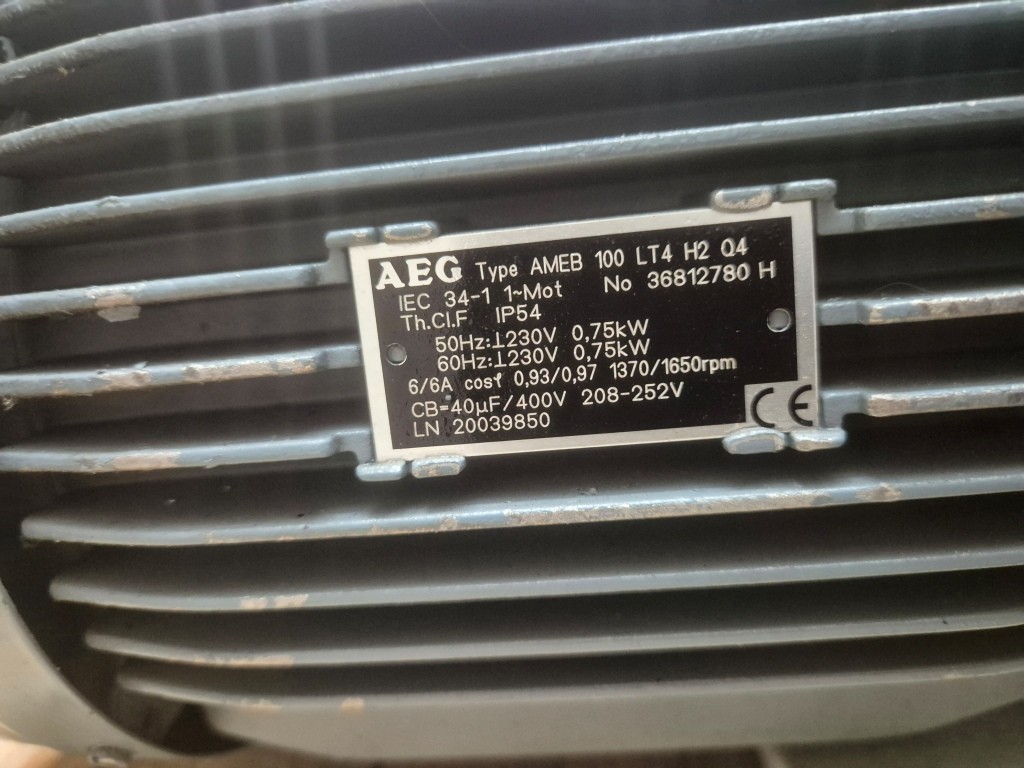 AEG Type AMEB 100 LT4 H2 Q4
IEC 34-1 1~Mot No 36812780 H
Th.Cl.F IP54
50Hz:⊥230V 0,75kW
60Hz:⊥230V 0,75kW
6/6A cosφ 0,93/0,97 1370/1650rpm
CB=40µF/400V 208-252V
LN 20039850
CE